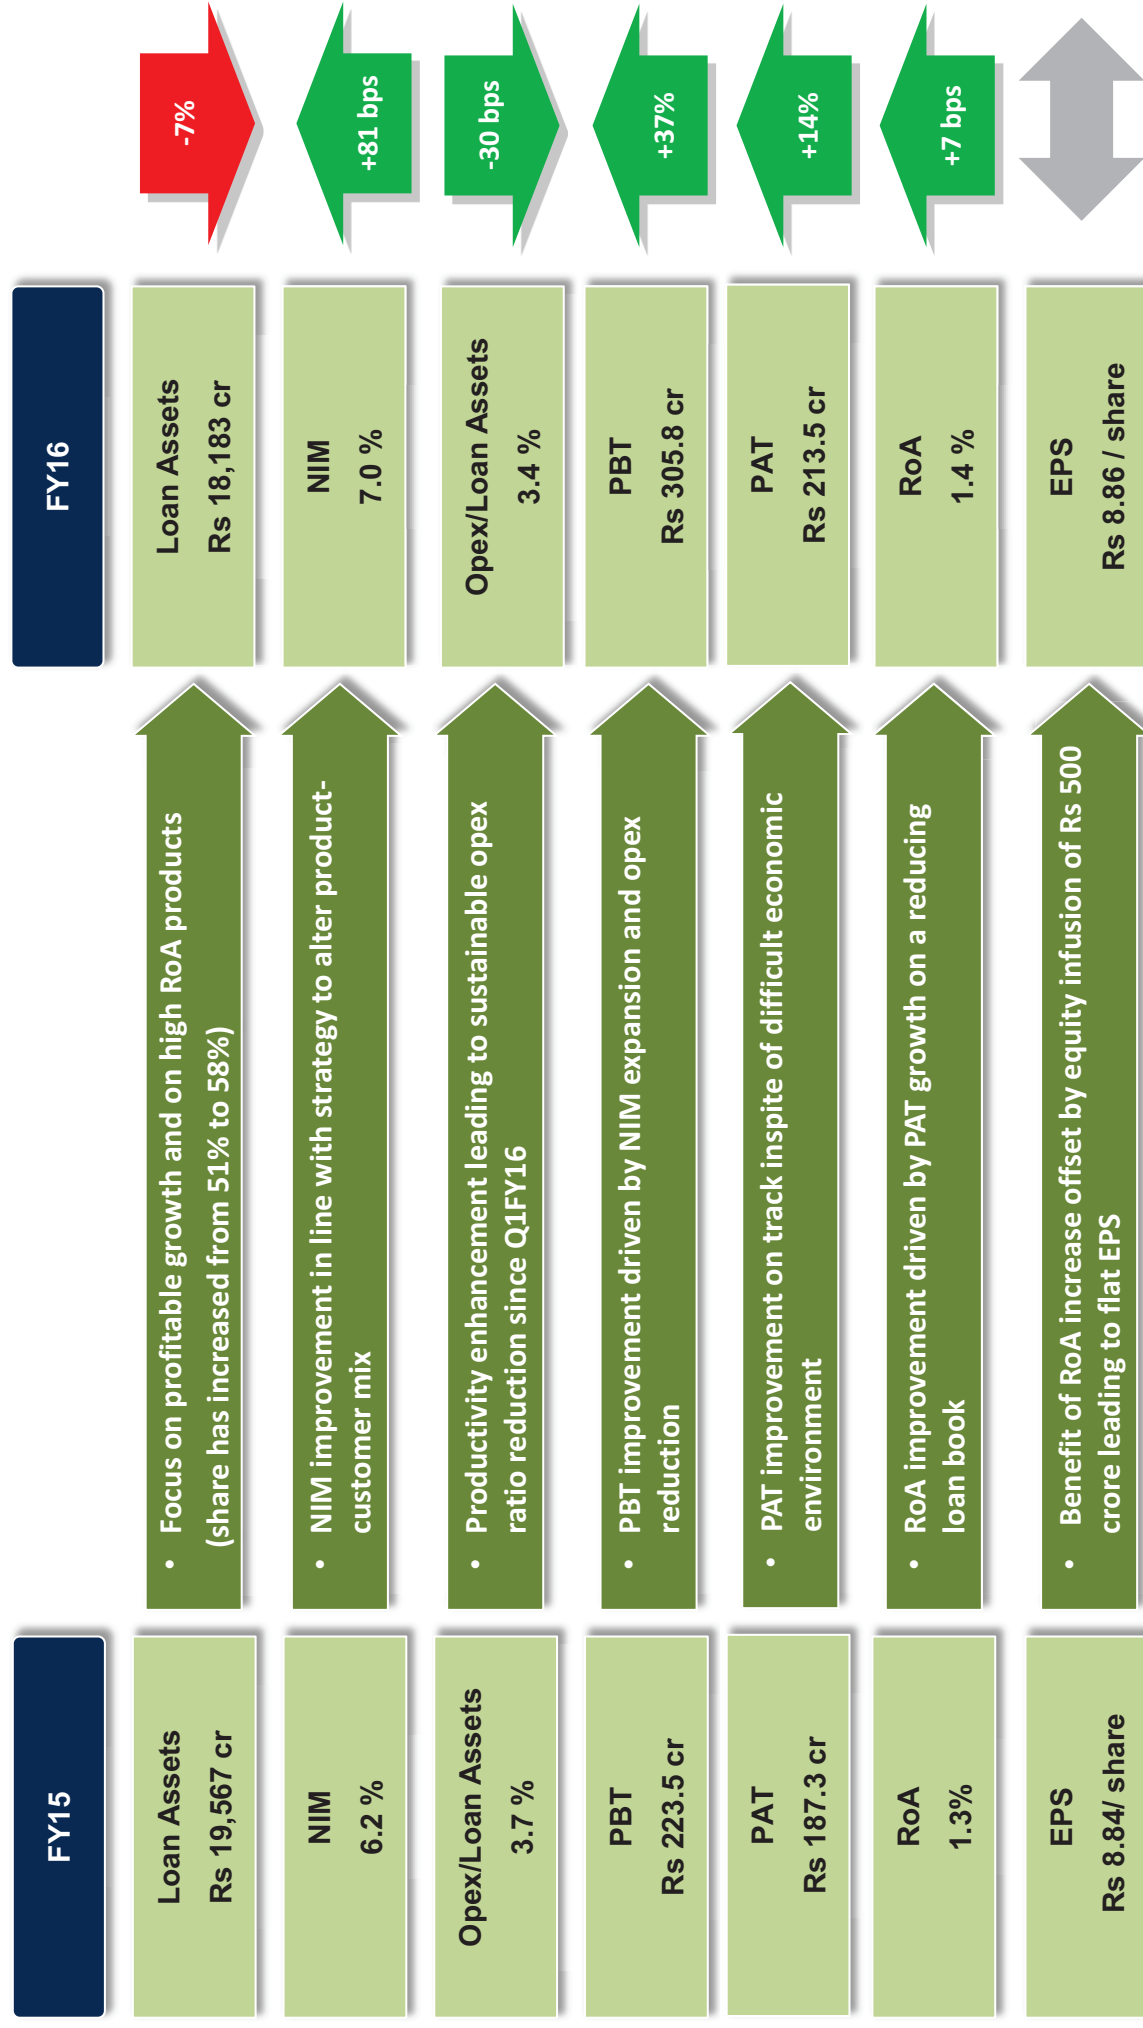 FY15
FY16
Loan Assets
Rs 19,567 cr
• Focus on profitable growth and on high RoA products
(share has increased from 51% to 58%)
Loan Assets
Rs 18,183 cr
-7%
NIM
6.2 %
• NIM improvement in line with strategy to alter product-
customer mix
NIM
7.0 %
+81 bps
Opex/Loan Assets
3.7 %
• Productivity enhancement leading to sustainable opex
ratio reduction since Q1FY16
Opex/Loan Assets
3.4 %
-30 bps
PBT
Rs 223.5 cr
• PBT improvement driven by NIM expansion and opex
reduction
PBT
Rs 305.8 cr
+37%
PAT
Rs 187.3 cr
• PAT improvement on track inspite of difficult economic
environment
PAT
Rs 213.5 cr
+14%
RoA
1.3%
• RoA improvement driven by PAT growth on a reducing
loan book
RoA
1.4 %
+7 bps
EPS
Rs 8.84/ share
• Benefit of RoA increase offset by equity infusion of Rs 500
crore leading to flat EPS
EPS
Rs 8.86 / share